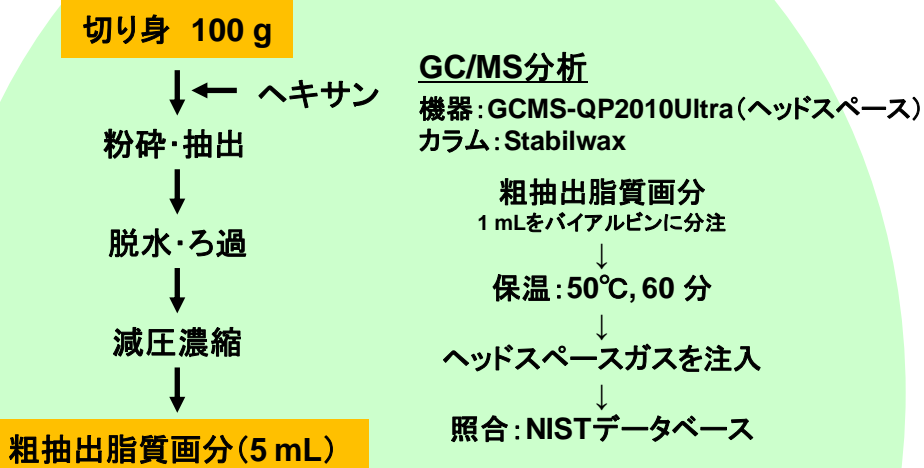 切り身 100 g
ヘキサン
粉砕・抽出
脱水・ろ過
減圧濃縮
粗抽出脂質画分(5 mL)
GC/MS分析
機器:GCMS-QP2010Ultra(ヘッドスペース)
カラム:Stabilwax
粗抽出脂質画分
1 mLをバイアルビンに分注
↓
保温:50℃, 60 分
↓
ヘッドスペースガスを注入
↓
照合:NISTデータベース